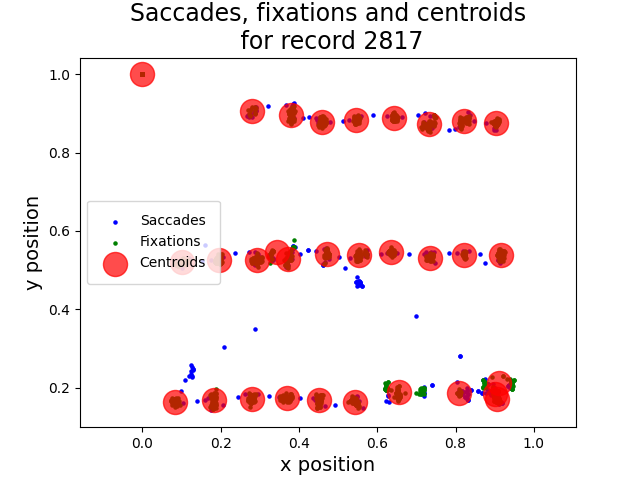 Saccades, fixations and centroids
for record 2817
1.0
0.8
0.6
0.4
0.2
y position
Saccades
Fixations
Centroids
0.0
0.2
0.4
0.6
0.8
1.0
x position